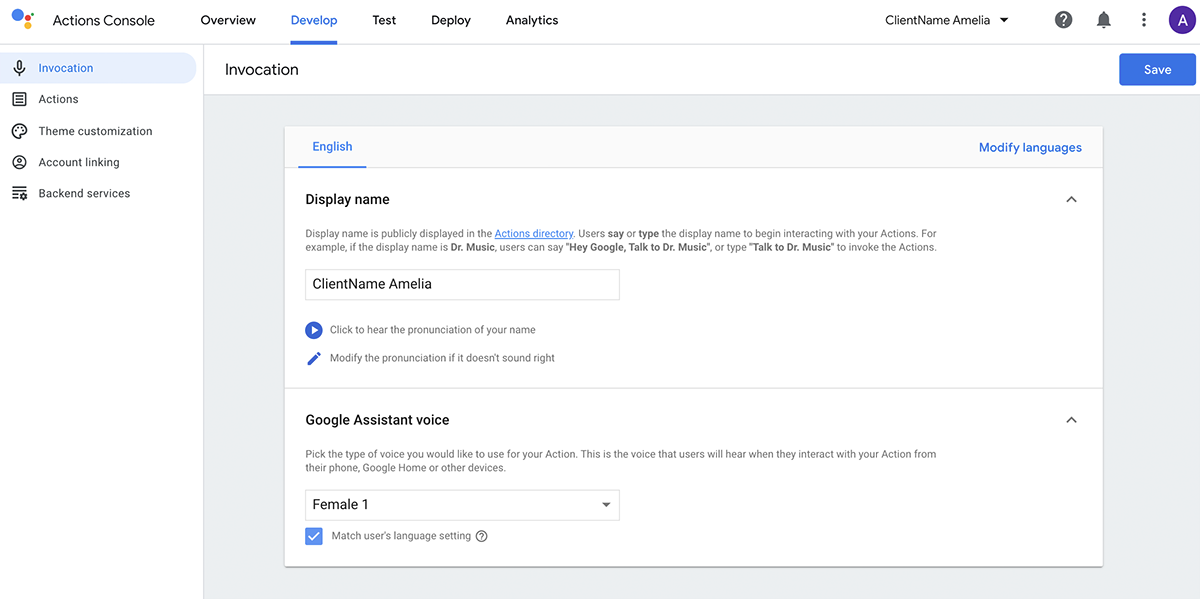 Actions Console
Overview
Develop
Test
Deploy
Analytics
ClientName Amelia
A
Invocation
Actions
Theme customization
Account linking
Backend services
Invocation
Save
English
Modify languages
Display name
Display name is publicly displayed in the Actions directory. Users say or type the display name to begin interacting with your Actions. For
example, if the display name is Dr. Music, users can say "Hey Google, Talk to Dr. Music", or type "Talk to Dr. Music" to invoke the Actions.
ClientName Amelia
Click to hear the pronunciation of your name
Modify the pronunciation if it doesn't sound right
Google Assistant voice
Pick the type of voice you would like to use for your Action. This is the voice that users will hear when they interact with your Action from
their phone, Google Home or other devices.
Female 1
Match user's language setting